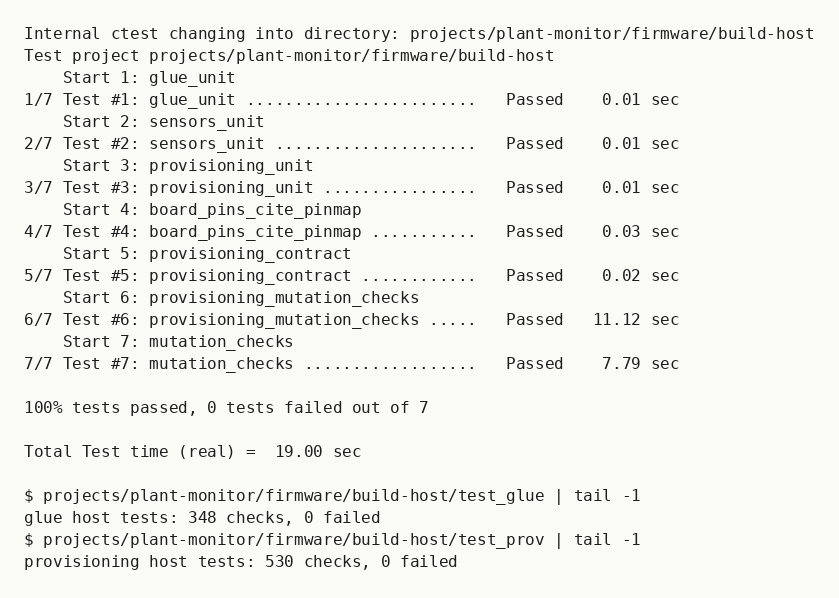 Internal ctest changing into directory: projects/plant-monitor/firmware/build-host
Test project projects/plant-monitor/firmware/build-host
    Start 1: glue_unit
1/7 Test #1: glue_unit ........................   Passed    0.01 sec
    Start 2: sensors_unit
2/7 Test #2: sensors_unit .....................   Passed    0.01 sec
    Start 3: provisioning_unit
3/7 Test #3: provisioning_unit ................   Passed    0.01 sec
    Start 4: board_pins_cite_pinmap
4/7 Test #4: board_pins_cite_pinmap ...........   Passed    0.03 sec
    Start 5: provisioning_contract
5/7 Test #5: provisioning_contract ............   Passed    0.02 sec
    Start 6: provisioning_mutation_checks
6/7 Test #6: provisioning_mutation_checks .....   Passed   11.12 sec
    Start 7: mutation_checks
7/7 Test #7: mutation_checks ..................   Passed    7.79 sec

100% tests passed, 0 tests failed out of 7

Total Test time (real) =  19.00 sec

$ projects/plant-monitor/firmware/build-host/test_glue | tail -1
glue host tests: 348 checks, 0 failed
$ projects/plant-monitor/firmware/build-host/test_prov | tail -1
provisioning host tests: 530 checks, 0 failed